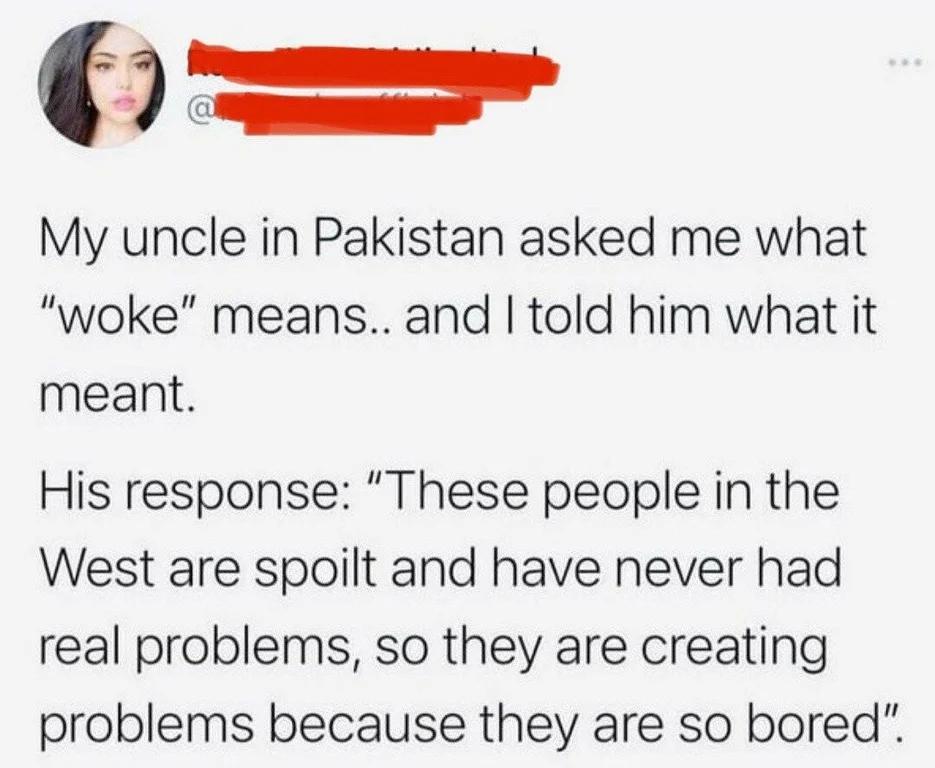 @
My uncle in Pakistan asked me what
“woke” means.. and I told him what it
meant.
His response: “These people in the
West are spoilt and have never had
real problems, so they are creating
problems because they are so bored”.